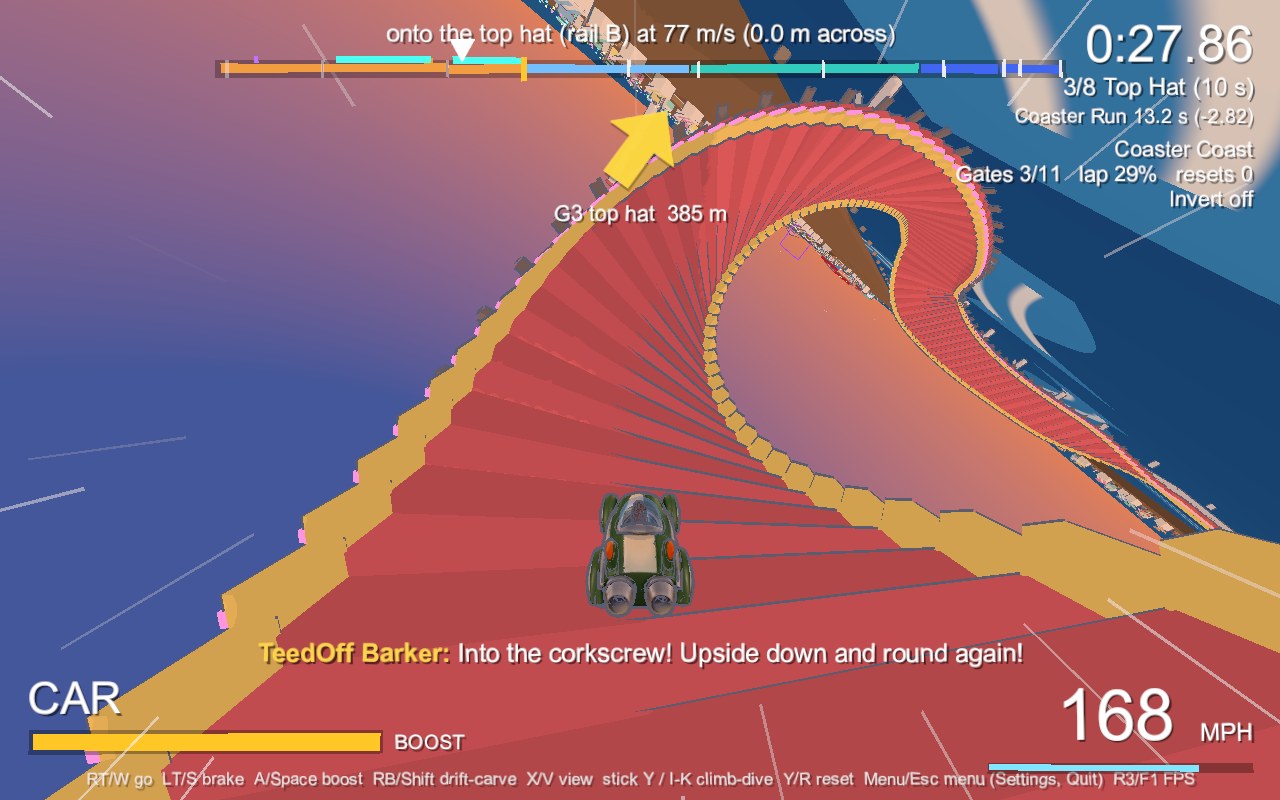 onto the top hat (rail B) at 77 m/s (0.0 m across)
0:27.86
3/8 Top Hat (10 s)
Coaster Run 13.2 s (-2.82)
Coaster Coast
Gates 3/11 lap 29% resets 0
Invert off
G3 top hat 385 m
TeedOff Barker: Into the corkscrew! Upside down and round again!
CAR
BOOST
168 MPH
RT/W go LT/S brake A/Space boost RB/Shift drift-carve X/V view stick Y / I-K climb-dive Y/R reset Menu/Esc menu (Settings, Quit) R3/F1 FPS